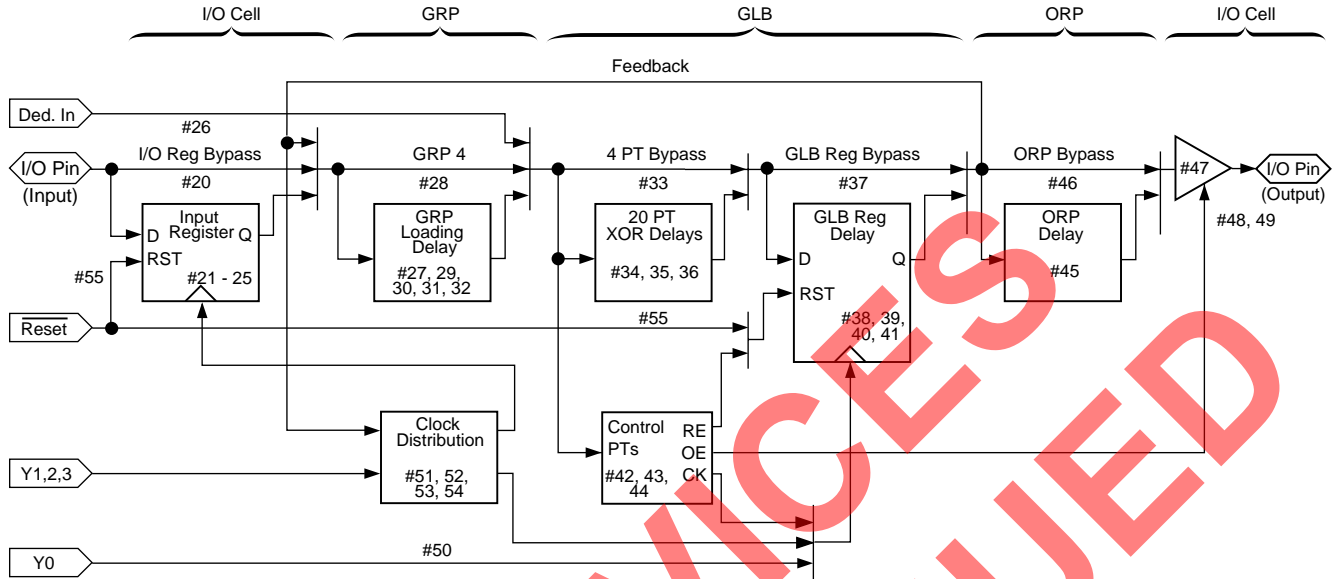 I/O Cell
GRP
GLB
ORP
I/O Cell
Feedback
Ded. In
#26
I/O Pin
(Input)
I/O Reg Bypass
#20
GRP 4
#28
4 PT Bypass
#33
GLB Reg Bypass
#37
ORP Bypass
#46
#47
I/O Pin
(Output)
#48, 49
Input
Register
D
Q
RST
#21 - 25
#55
GRP
Loading
Delay
#27, 29,
30, 31, 32
20 PT
XOR Delays
#34, 35, 36
GLB Reg
Delay
D
Q
RST
#38, 39,
40, 41
ORP
Delay
#45
Reset
#55
Clock
Distribution
#51, 52,
53, 54
Control
PTs
RE
OE
CK
#42, 43,
44
Y1,2,3
Y0
#50
VICES
UED